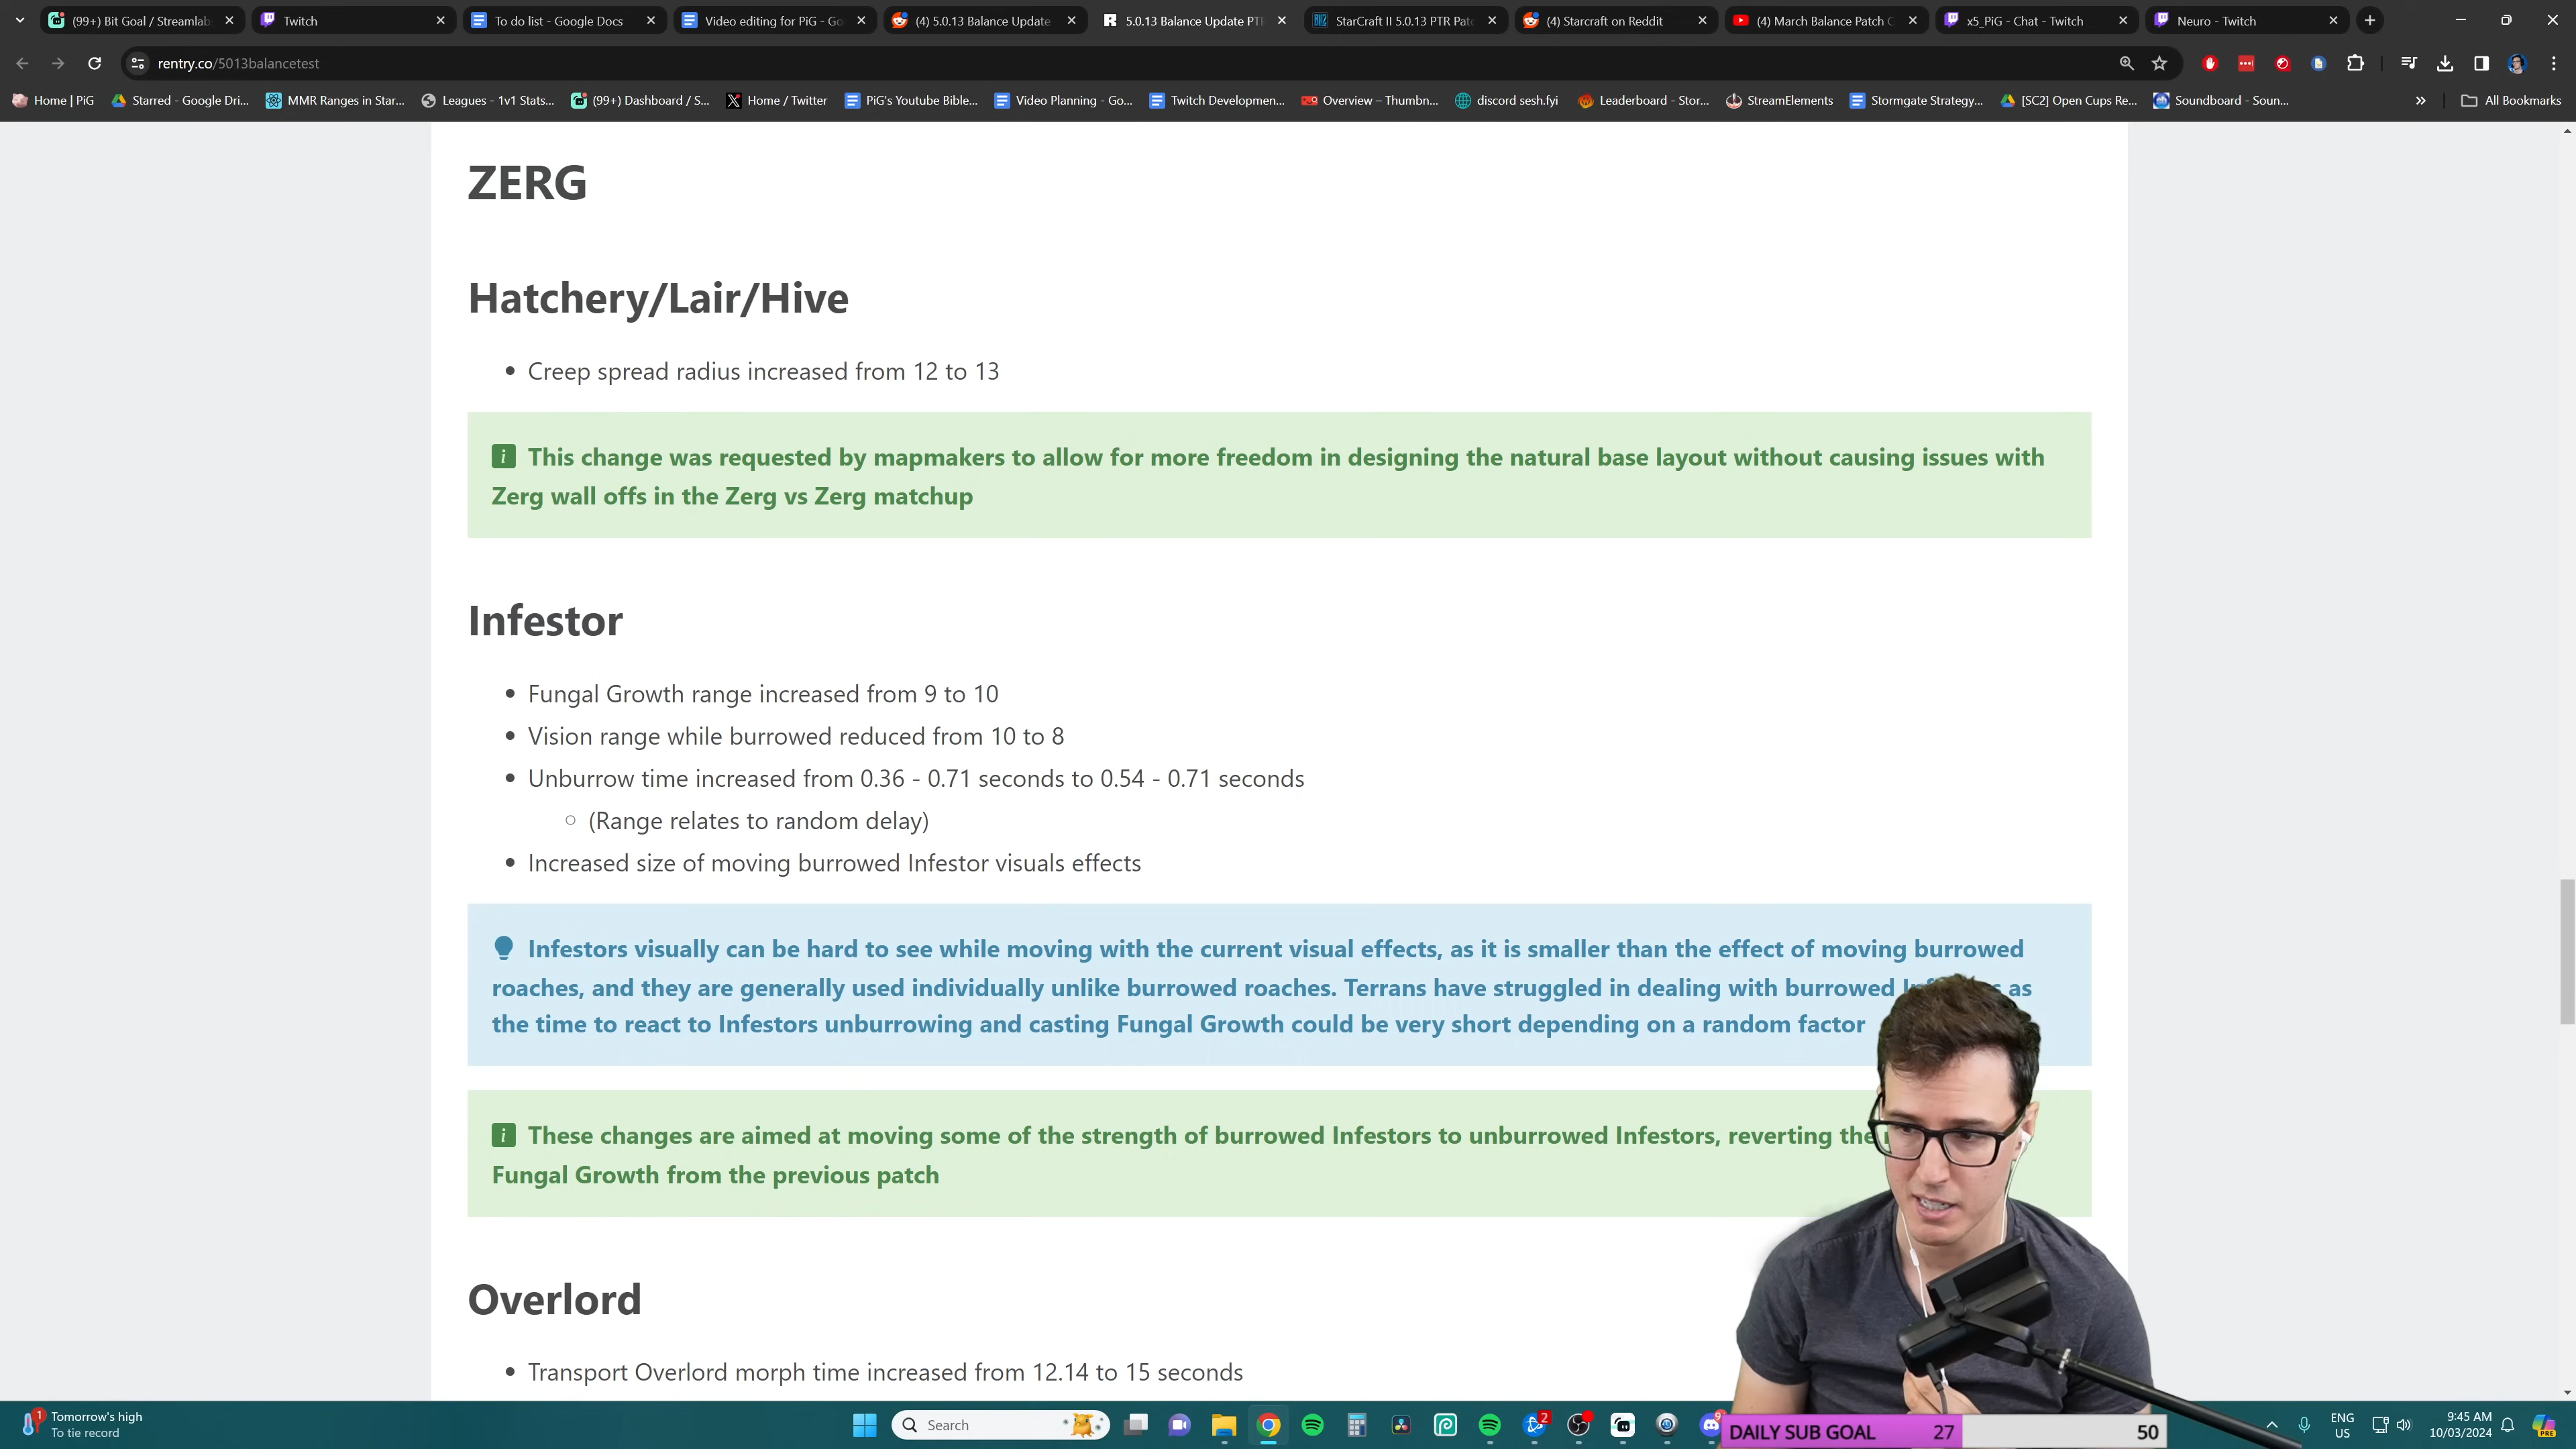 (99+) Bit Goal / Streamlab
Twitch
To do list - Google Docs
Video editing for PiG - Go
(4) 5.0.13 Balance Update
5.0.13 Balance Update PTR
StarCraft II 5.0.13 PTR Patc
(4) Starcraft on Reddit
(4) March Balance Patch C
x5_PiG - Chat - Twitch
Neuro - Twitch
rentry.co/5013balancetest
Home | PiG
Starred - Google Dri...
MMR Ranges in Star...
Leagues - 1v1 Stats...
(99+) Dashboard / S...
Home / Twitter
PiG's Youtube Bible...
Video Planning - Go...
Twitch Developmen...
Overview – Thumbn...
discord sesh.fyi
Leaderboard - Stor...
StreamElements
Stormgate Strategy...
[SC2] Open Cups Re...
Soundboard - Soun...
All Bookmarks
ZERG
Hatchery/Lair/Hive
Creep spread radius increased from 12 to 13
This change was requested by mapmakers to allow for more freedom in designing the natural base layout without causing issues with
Zerg wall offs in the Zerg vs Zerg matchup
Infestor
Fungal Growth range increased from 9 to 10
Vision range while burrowed reduced from 10 to 8
Unburrow time increased from 0.36 - 0.71 seconds to 0.54 - 0.71 seconds
(Range relates to random delay)
Increased size of moving burrowed Infestor visuals effects
Infestors visually can be hard to see while moving with the current visual effects, as it is smaller than the effect of moving burrowed
roaches, and they are generally used individually unlike burrowed roaches. Terrans have struggled in dealing with burrowed as
the time to react to Infestors unburrowing and casting Fungal Growth could be very short depending on a random factor
These changes are aimed at moving some of the strength of burrowed Infestors to unburrowed Infestors, reverting the
Fungal Growth from the previous patch
Overlord
Transport Overlord morph time increased from 12.14 to 15 seconds
1
Tomorrow's high
To tie record
Search
2
DAILY SUB GOAL 27 50
ENG
US
9:45 AM
10/03/2024
PRE